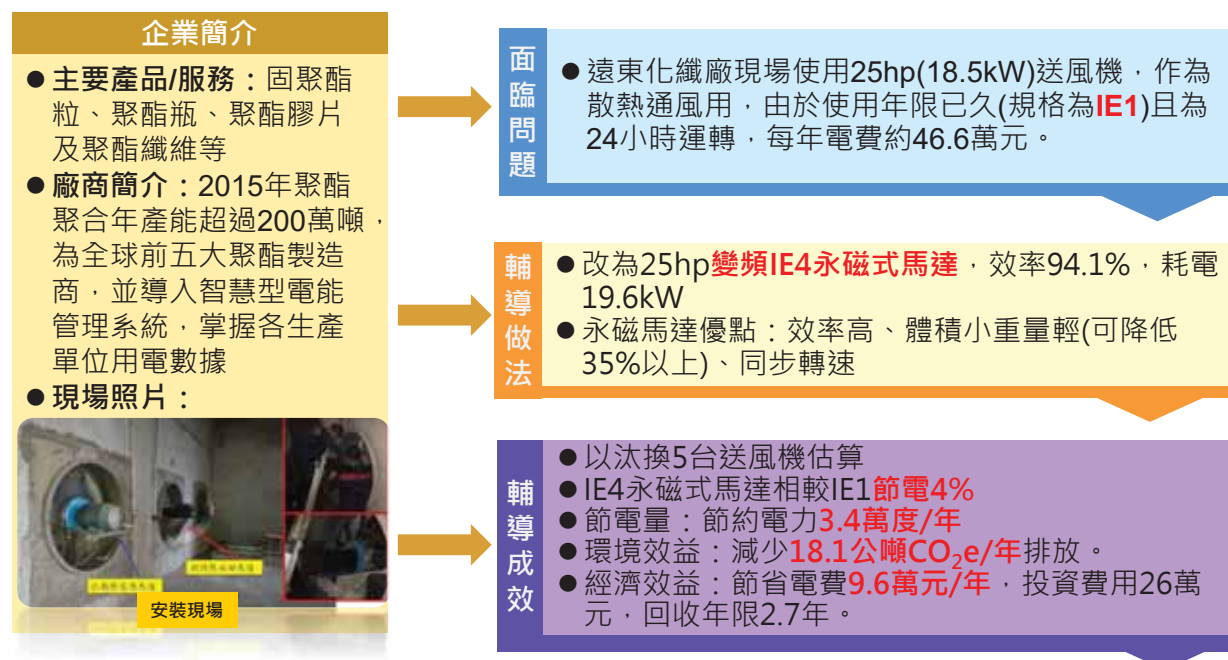 企業簡介
●主要產品/服務：固聚酯
粒、聚酯瓶、聚酯膠片
及聚酯纖維等
●廠商簡介：2015年聚酯
聚合年產能超過200萬噸，
為全球前五大聚酯製造
商，並導入智慧型電能
管理系統，掌握各生產
單位用電數據
●現場照片：
安裝現場
面臨問題
●遠東化纖廠現場使用25hp(18.5kW)送風機，作為
散熱通風用，由於使用年限已久(規格為IE1)且為
24小時運轉，每年電費約46.6萬元。
輔導做法
●改為25hp變頻IE4永磁式馬達，效率94.1%，耗電
19.6kW
●永磁馬達優點：效率高、體積小重量輕(可降低
35%以上)、同步轉速
輔導成效
●以汰換5台送風機估算
●IE4永磁式馬達相較IE1節電4%
●節電量：節約電力3.4萬度/年
●環境效益：減少18.1公噸CO₂e/年排放。
●經濟效益：節省電費9.6萬元/年，投資費用26萬
元，回收年限2.7年。